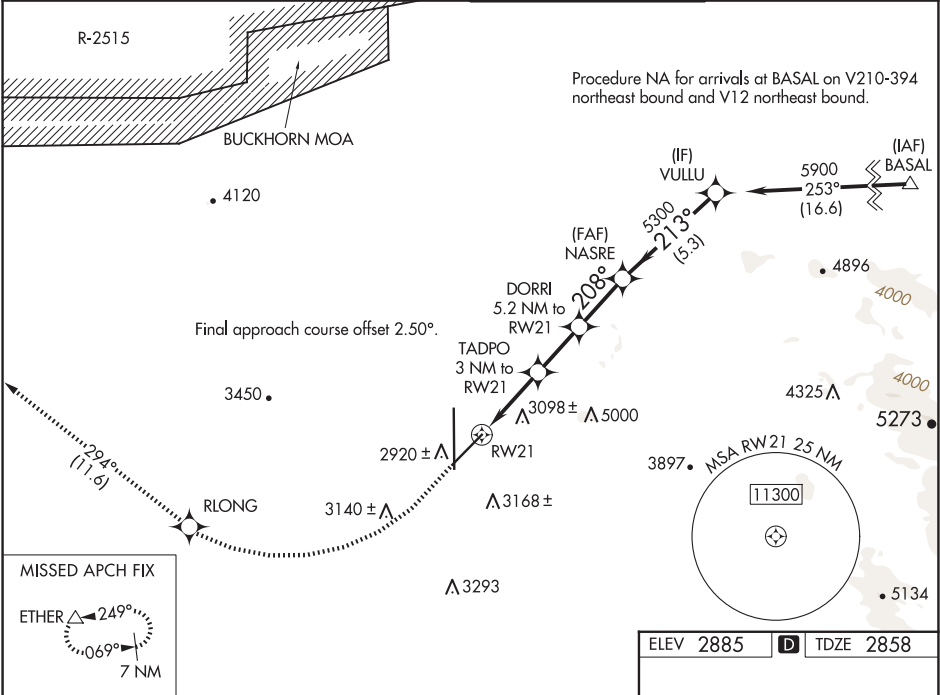 R-2515
BUCKHORN MOA
Procedure NA for arrivals at BASAL on V210-394
northeast bound and V12 northeast bound.
(IAF)
BASAL
5900
253°
(16.6)
(IF)
VULLU
5300
213°
(5.3)
(FAF)
NASRE
208°
DORRI
5.2 NM to
RW21
TADPO
3 NM to
RW21
4120
4896
4000
Final approach course offset 2.50°.
3450
4325
4000
5273
3098 ±
5000
RW21
2920 ±
3897
MSA RW21 25 NM
11300
294°
(11.6)
RLONG
3140 ±
3168 ±
3293
5134
MISSED APCH FIX
ETHER
249°
069°
7 NM
ELEV 2885 D TDZE 2858